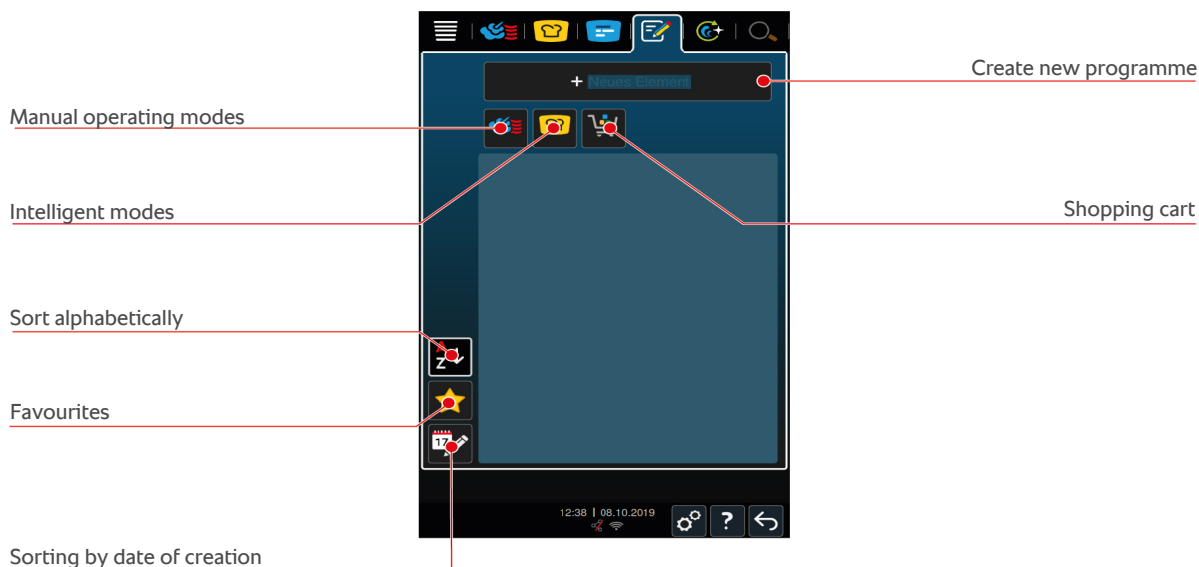 Create new programme
+ Neues Element
Manual operating modes
Intelligent modes
Shopping cart
Sort alphabetically
A
Z
Favourites
17
12:38 | 08.10.2019
?
Sorting by date of creation